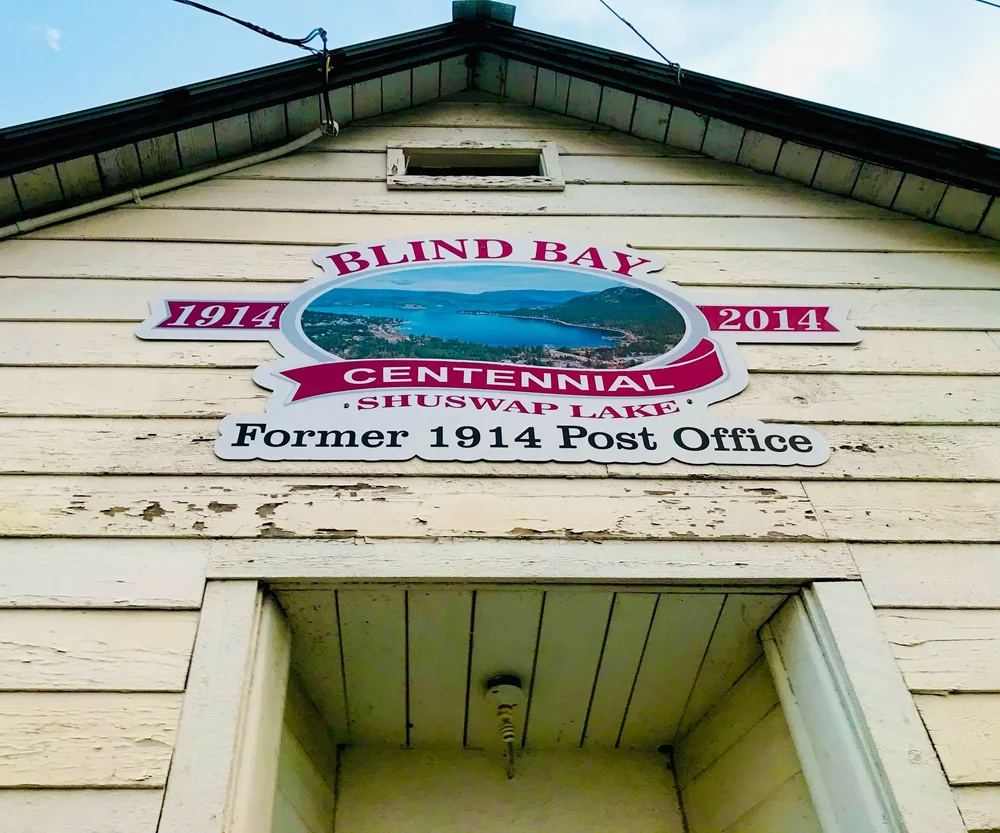 BLIND BAY
1914 2014
CENTENNIAL
SHUSWAP LAKE
Former 1914 Post Office